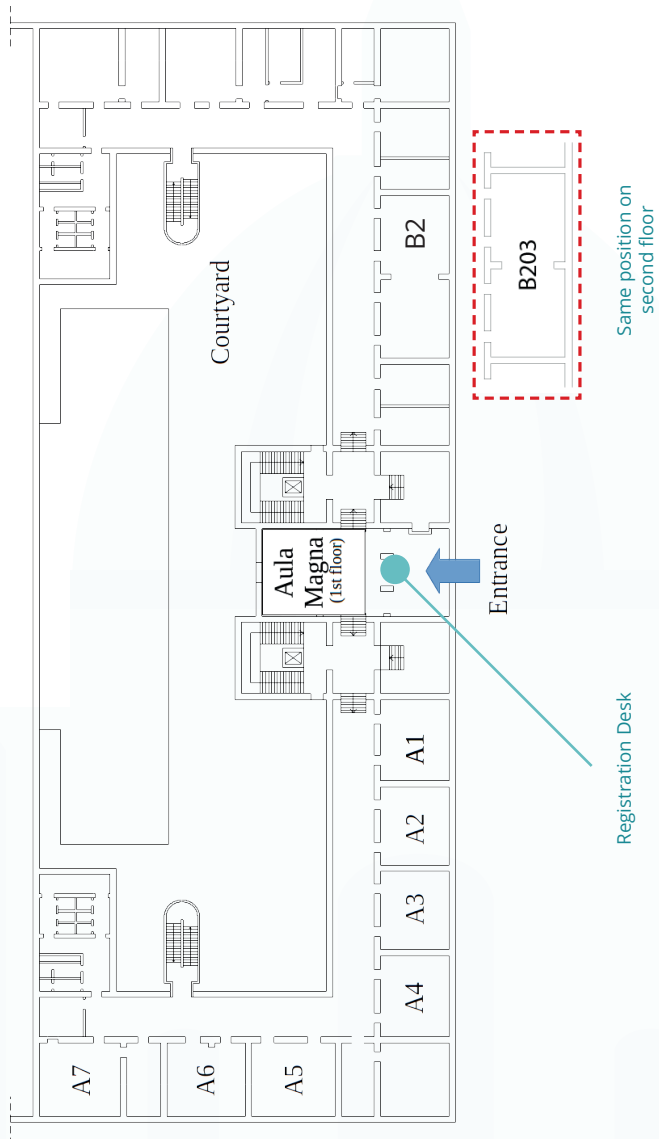 A7
A6
A5
A4
A3
A2
A1
Registration Desk
Aula
Magna
(1st floor)
Entrance
Courtyard
B2
B203
Same position on
second floor